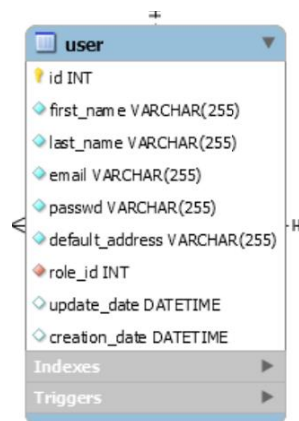 user
id INT
first_name VARCHAR(255)
last_name VARCHAR(255)
email VARCHAR(255)
passwd VARCHAR(255)
default_address VARCHAR(255)
role_id INT
update_date DATETIME
creation_date DATETIME
Indexes
Triggers